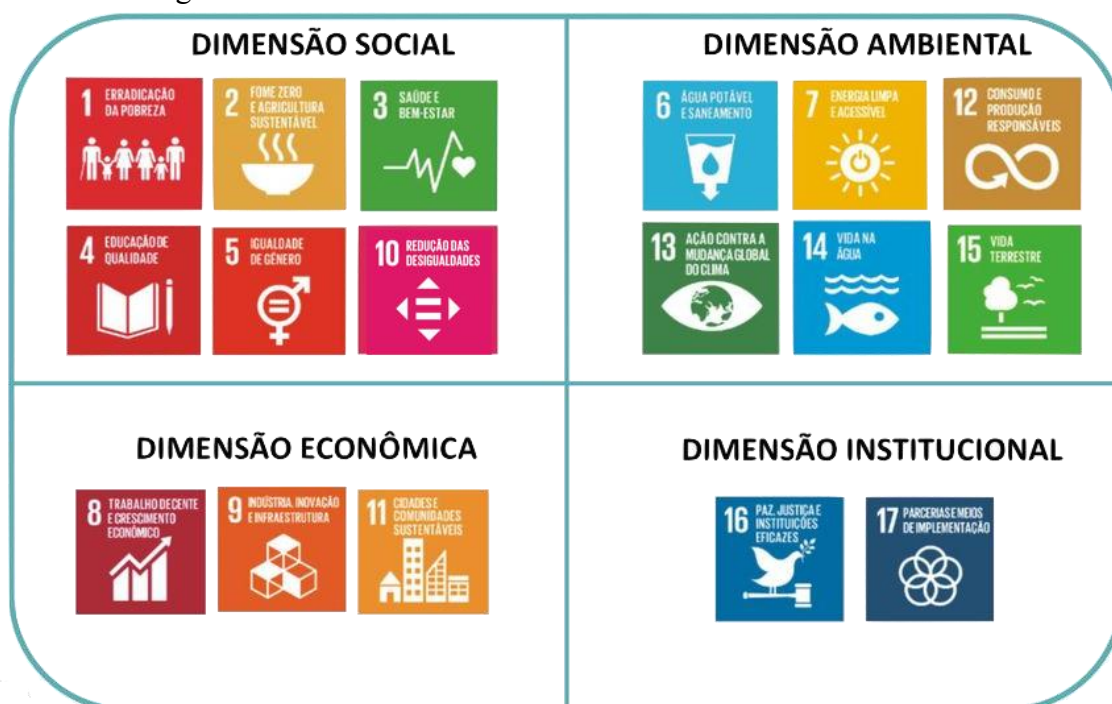 DIMENSÃO SOCIAL
1 ERRADICAÇÃO
DA POBREZA
2 FOME ZERO
E AGRICULTURA
SUSTENTÁVEL
3 SAÚDE E
BEM-ESTAR
4 EDUCAÇÃO DE
QUALIDADE
5 IGUALDADE
DE GÊNERO
10 REDUÇÃO DAS
DESIGUALDADES
DIMENSÃO AMBIENTAL
6 ÁGUA POTÁVEL
E SANEAMENTO
7 ENERGIA LIMPA
E ACESSÍVEL
12 CONSUMO E
PRODUÇÃO
RESPONSÁVEIS
13 AÇÃO CONTRA A
MUDANÇA GLOBAL
DO CLIMA
14 VIDA NA
ÁGUA
15 VIDA
TERRESTRE
DIMENSÃO ECONÔMICA
8 TRABALHO DECENTE
E CRESCIMENTO
ECONÔMICO
9 INDÚSTRIA, INOVAÇÃO
E INFRAESTRUTURA
11 CIDADES E
COMUNIDADES
SUSTENTÁVEIS
DIMENSÃO INSTITUCIONAL
16 PAZ, JUSTIÇA E
INSTITUIÇÕES
EFICAZES
17 PARCERIAS E MEIOS
DE IMPLEMENTAÇÃO